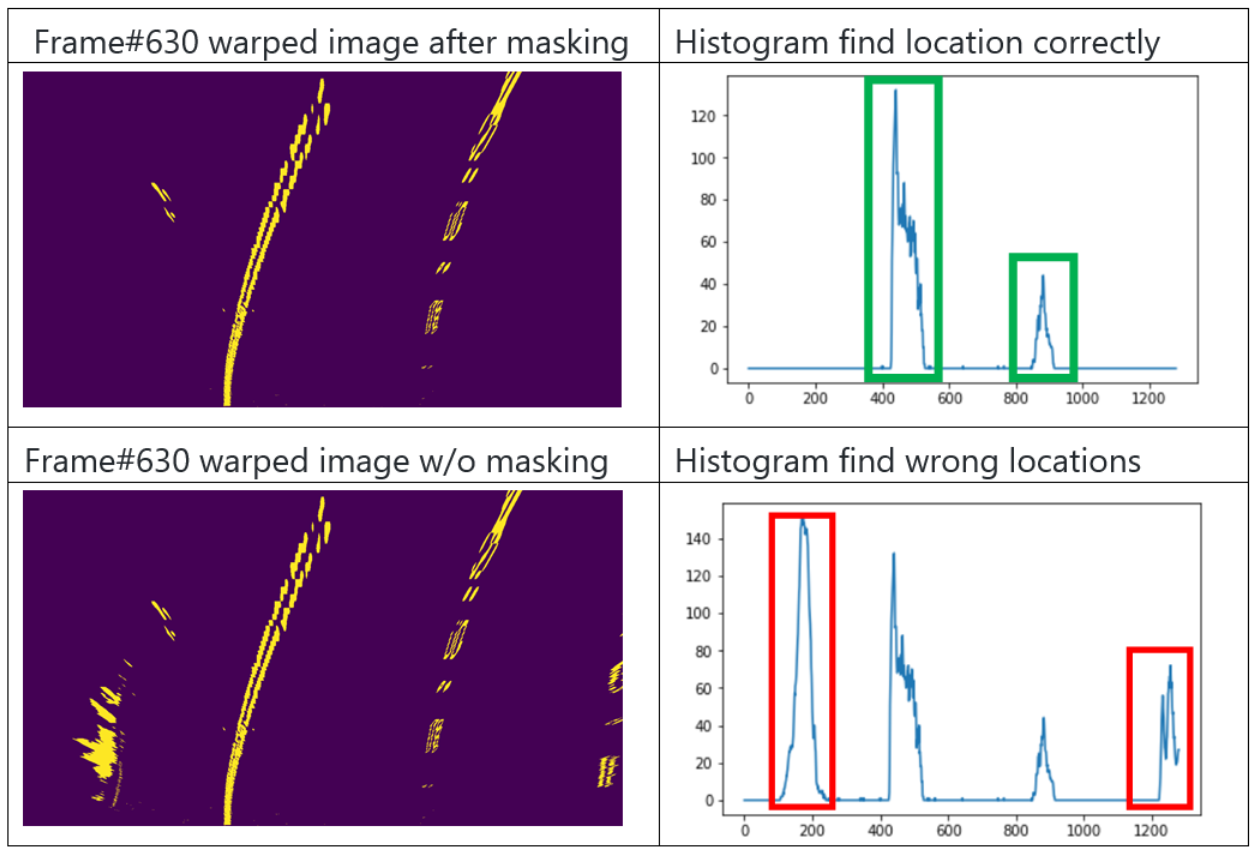 Frame#630 warped image after masking
Histogram find location correctly
120
100
80
60
40
20
0
0 200 400 600 800 1000 1200
Frame#630 warped image w/o masking
Histogram find wrong locations
140
120
100
80
60
40
20
0
0 200 400 600 800 1000 1200